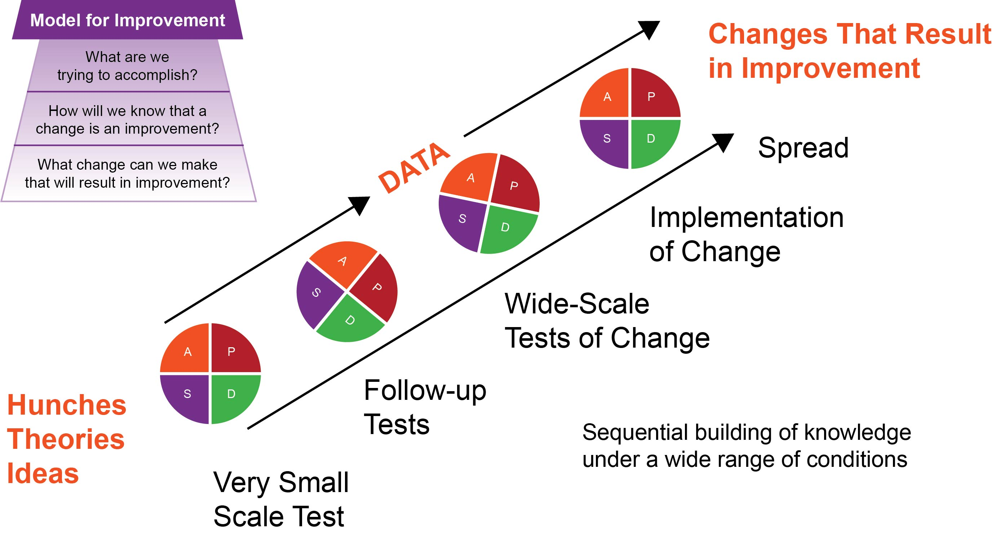 Model for Improvement
What are we
trying to accomplish?
How will we know that a
change is an improvement?
What change can we make
that will result in improvement?
Changes That Result
in Improvement
DATA
A
P
S
D
A
P
S
D
A
P
S
D
A
P
S
D
Hunches
Theories
Ideas
Very Small
Scale Test
Follow-up
Tests
Wide-Scale
Tests of Change
Implementation
of Change
Spread
Sequential building of knowledge
under a wide range of conditions